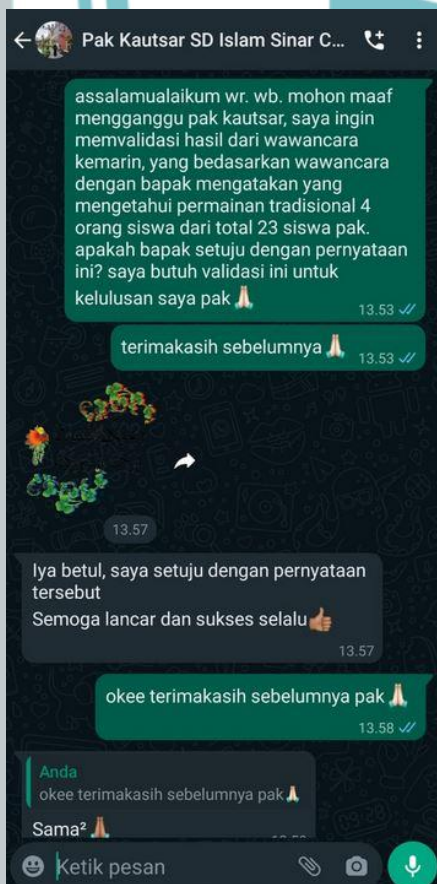 Pak Kautsar SD Islam Sinar C...
assalamualaikum wr. wb. mohon maaf
mengganggu pak kautsar, saya ingin
memvalidasi hasil dari wawancara
kemarin, yang bedasarkan wawancara
dengan bapak mengatakan yang
mengetahui permainan tradisional 4
orang siswa dari total 23 siswa pak.
apakah bapak setuju dengan pernyataan
ini? saya butuh validasi ini untuk
kelulusan saya pak🙏🏻
13.53
terimakasih sebelumnya🙏🏻
13.53
13.57
Iya betul, saya setuju dengan pernyataan
tersebut
Semoga lancar dan sukses selalu👍🏽
13.57
okee terimakasih sebelumnya pak🙏🏻
13.58
Anda
okee terimakasih sebelumnya pak🙏🏻
Sama²🙏🏽
Ketik pesan